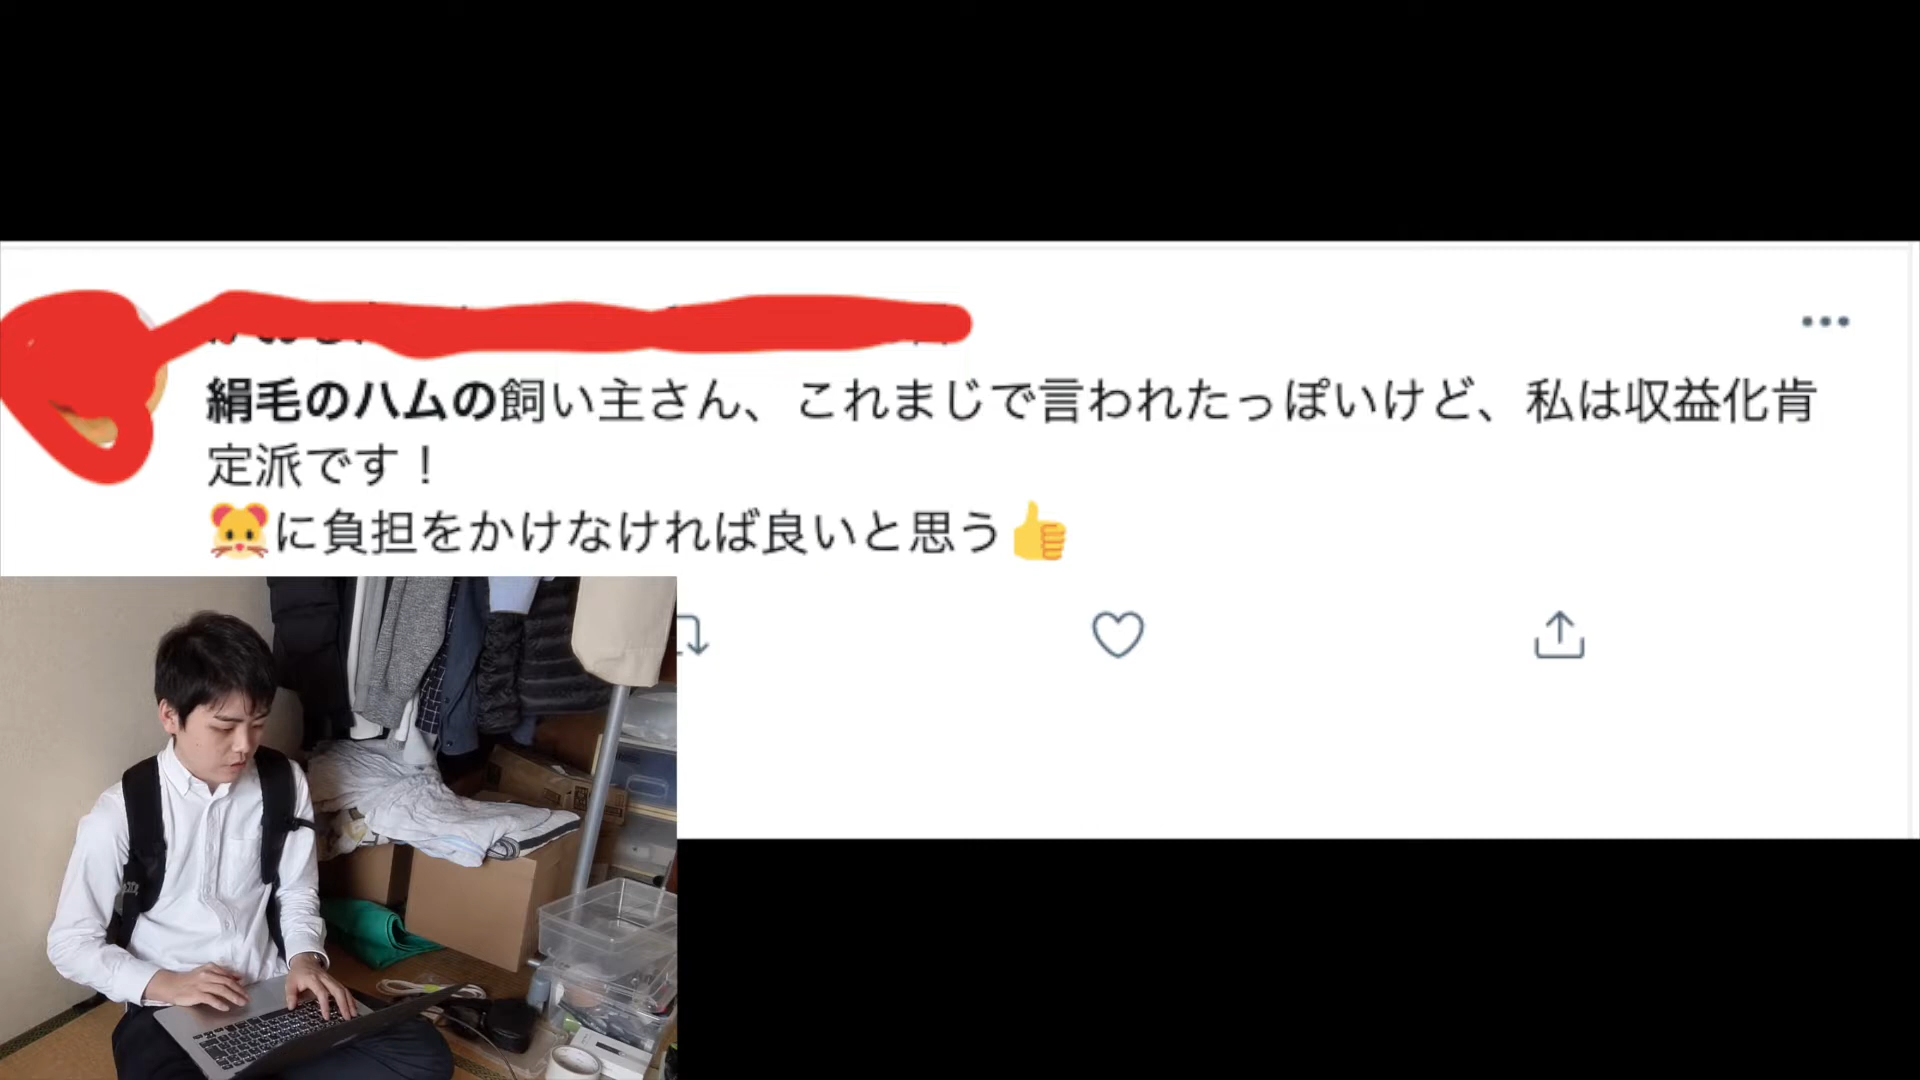 絹毛のハムの飼い主さん、これまじで言われたっぽいけど、私は収益化肯
定派です！
🐹に負担をかけなければ良いと思う👍